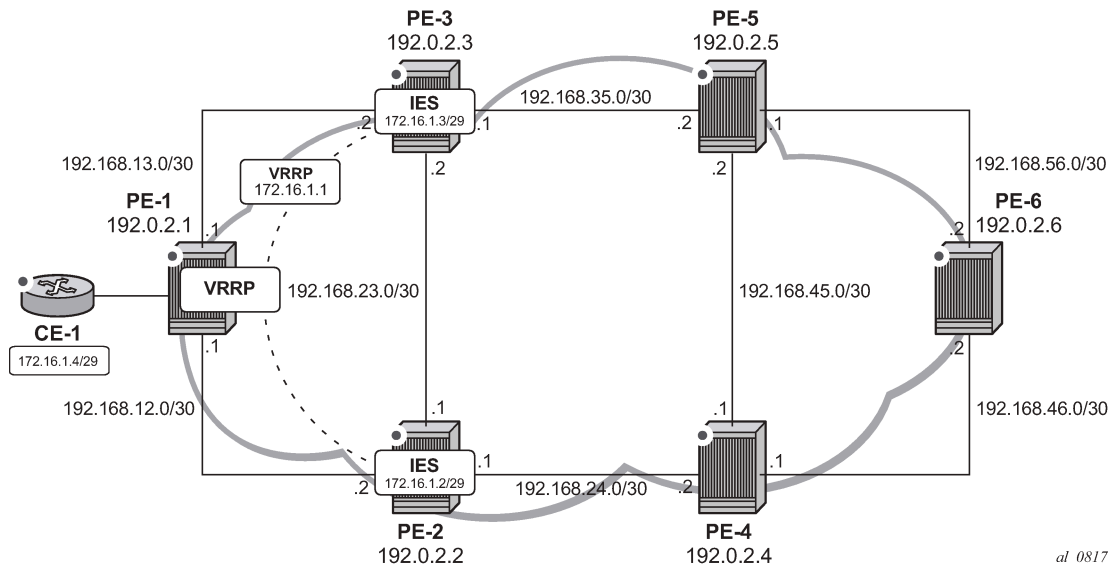 PE-3
192.0.2.3
PE-5
192.0.2.5
IES
172.16.1.3/29
.2
.1
192.168.35.0/30
.2
.1
192.168.13.0/30
VRRP
172.16.1.1
.2
.2
192.168.56.0/30
PE-1
192.0.2.1
.1
PE-6
192.0.2.6
.2
VRRP
192.168.23.0/30
192.168.45.0/30
CE-1
172.16.1.4/29
.1
.2
192.168.12.0/30
.1
.1
192.168.46.0/30
IES
172.16.1.2/29
.2
.1
192.168.24.0/30
.2
.1
PE-2
192.0.2.2
PE-4
192.0.2.4
al_0817